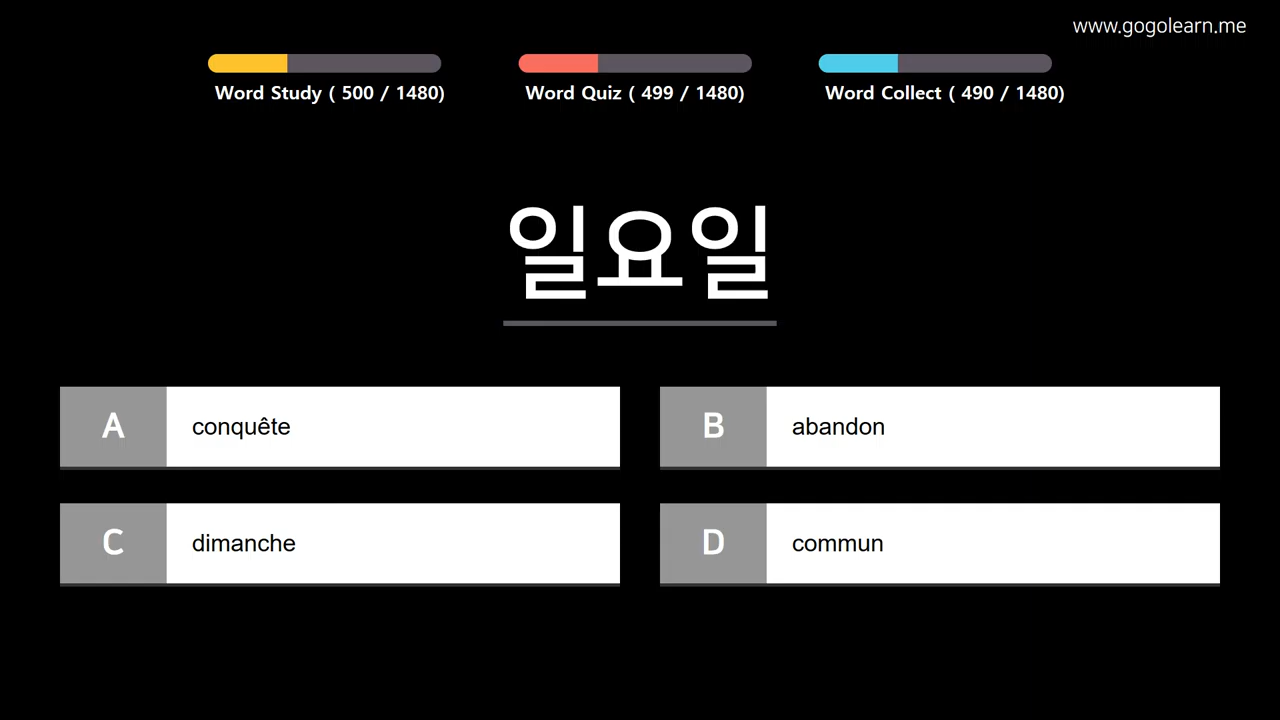 www.gogolearn.me
Word Study ( 500 / 1480)
Word Quiz ( 499 / 1480)
Word Collect ( 490 / 1480)
일요일
A conquête
B abandon
C dimanche
D commun